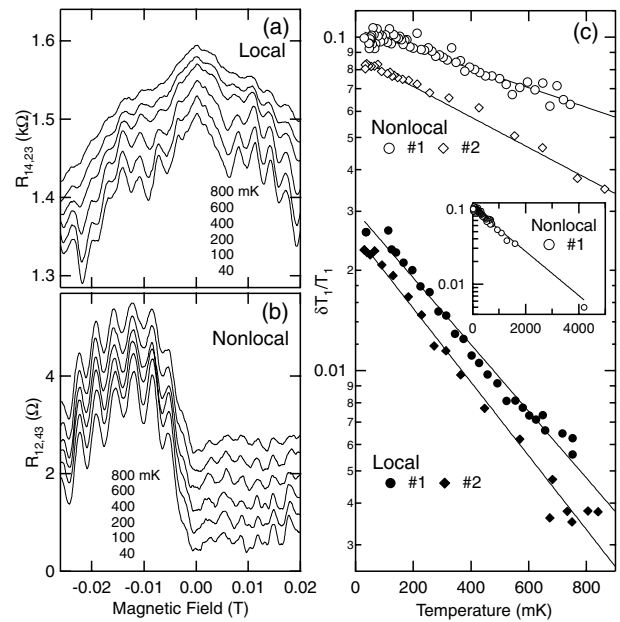 (a)
Local
1.6
1.5
1.4
1.3
R14,23 (kΩ)
800 mK
600
400
200
100
40
(b)
Nonlocal
4
2
0
R12,43 (Ω)
800 mK
600
400
200
100
40
-0.02 -0.01 0.00 0.01 0.02
Magnetic Field (T)
(c)
0.1
8
7
6
5
4
3
2
0.01
8
7
6
5
4
3
δT1/T1
Nonlocal
#1 #2
0.1
0.01
Nonlocal
#1
0 2000 4000
Local
#1 #2
0 200 400 600 800
Temperature (mK)